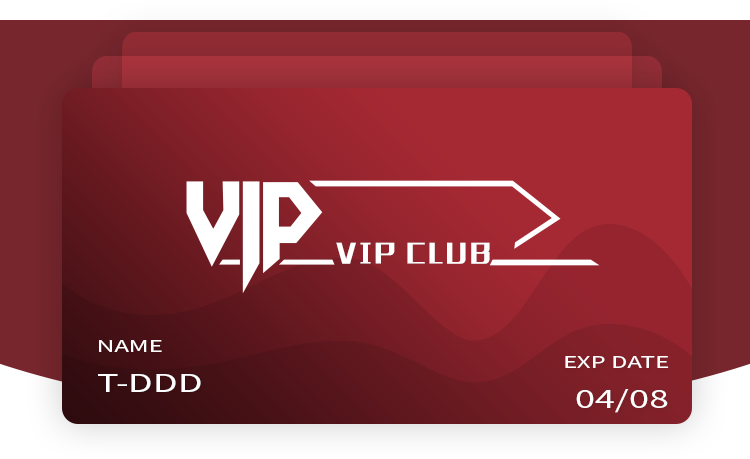 VIP
VIP CLUB
NAME
T-DDD
EXP DATE
04/08